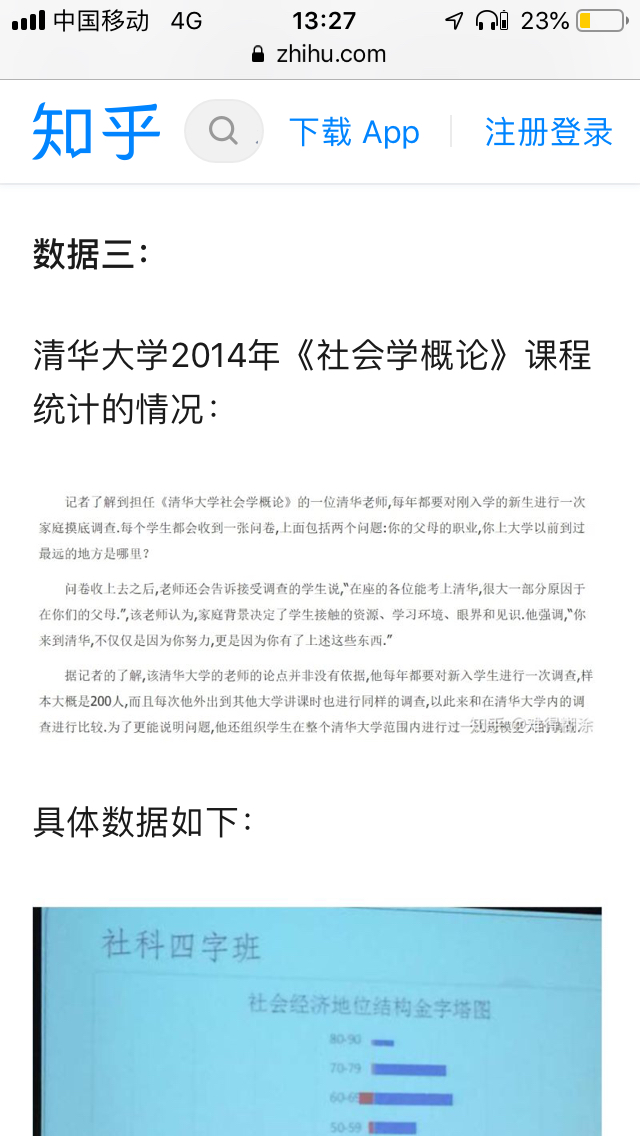 中国移动 4G 13:27 23%
zhihu.com
知乎 下载 App 注册登录
数据三：
清华大学2014年《社会学概论》课程
统计的情况：
记者了解到担任《清华大学社会学概论》的一位清华老师,每年都要对刚入学的新生进行一次
家庭摸底调查.每个学生都会收到一张问卷,上面包括两个问题:你的父母的职业,你上大学以前到过
最远的地方是哪里?
问卷收上去之后,老师还会告诉接受调查的学生说,“在座的各位能考上清华,很大一部分原因于
在你们的父母.”,该老师认为,家庭背景决定了学生接触的资源、学习环境、眼界和见识.他强调,“你
来到清华,不仅仅是因为你努力,更是因为你有了上述这些东西.”
据记者的了解,该清华大学的老师的论点并非没有依据,他每年都要对新入学生进行一次调查,样
本大概是200人,而且每次他外出到其他大学讲课时也进行同样的调查,以此来和在清华大学内的调
查进行比较.为了更能说明问题,他还组织学生在整个清华大学范围内进行过一
具体数据如下：
社科四字班
社会经济地位结构金字塔图
80-90
70-79
60-69
50-59